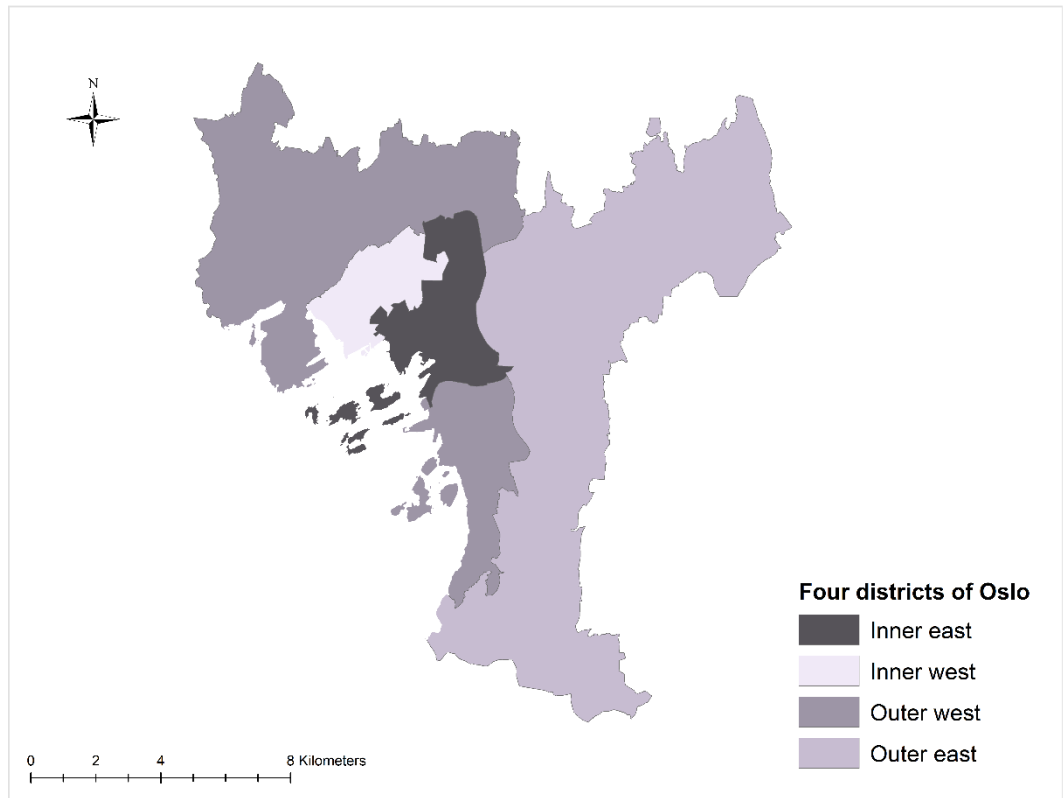 N
Four districts of Oslo
Inner east
Inner west
Outer west
Outer east
0 2 4 8 Kilometers